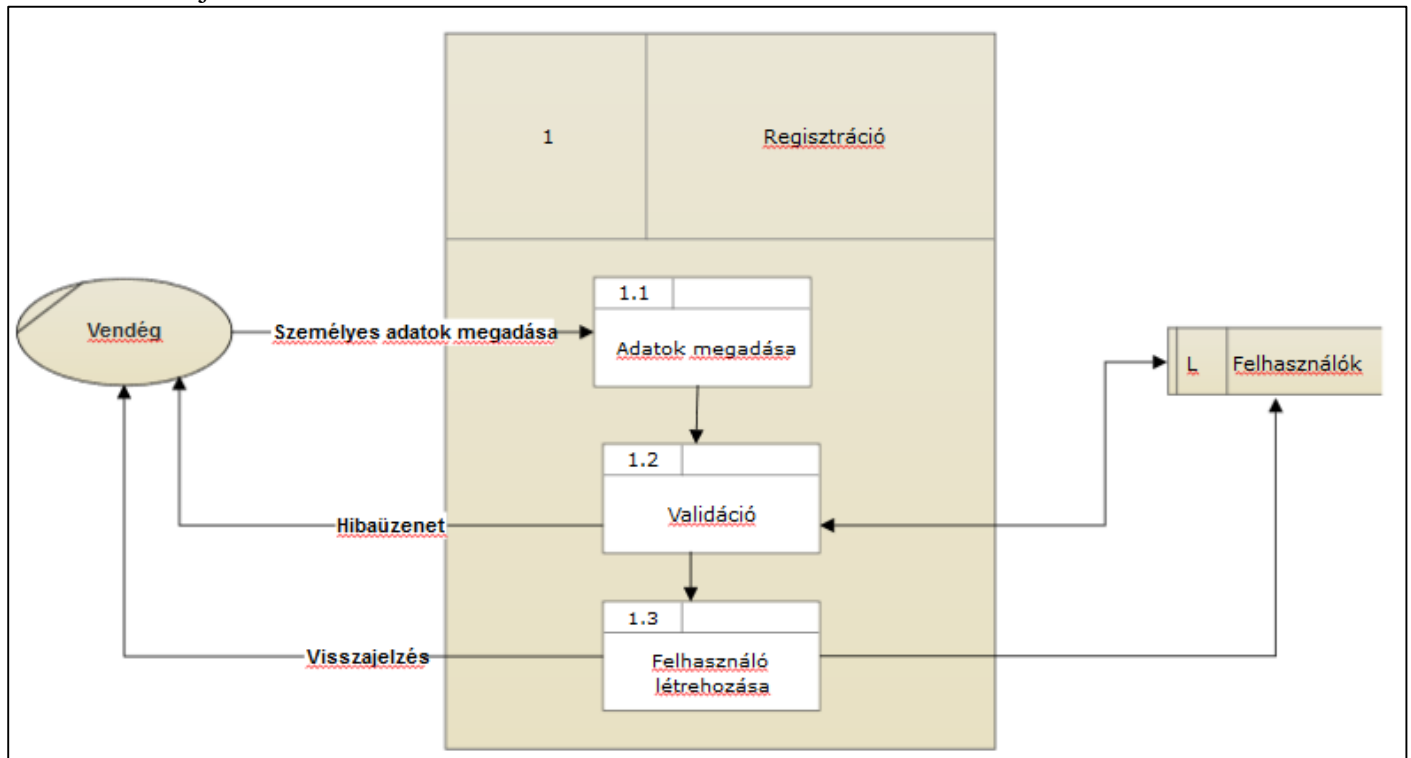 1
Regisztráció
Vendég
Személyes adatok megadása
1.1
Adatok megadása
L
Felhasználók
1.2
Validáció
Hibaüzenet
1.3
Felhasználó
létrehozása
Visszajelzés